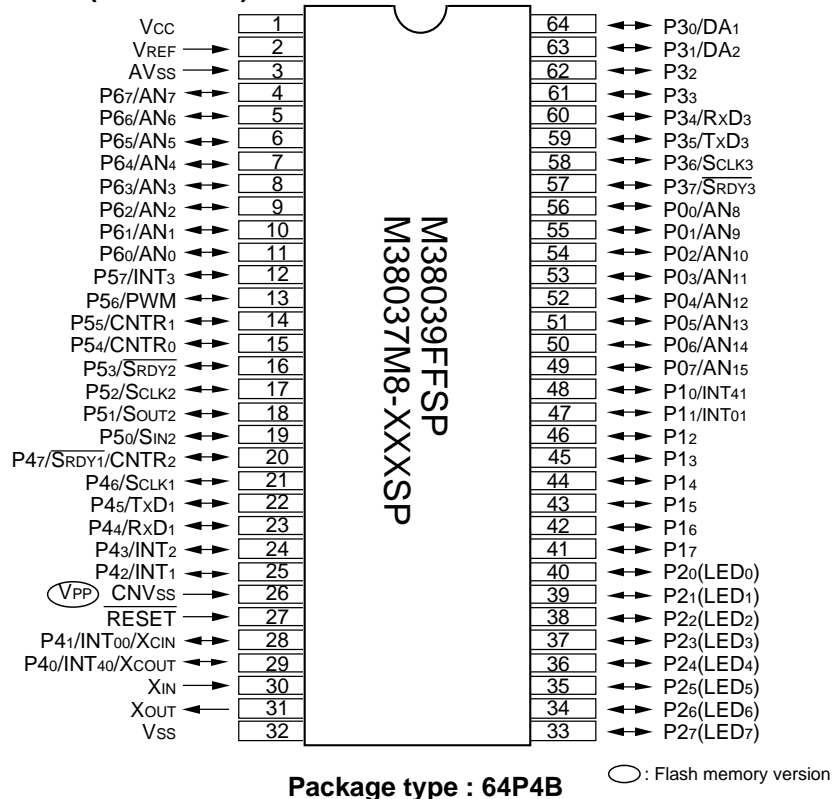 VCC 1 64 P30/DA1
VREF 2 63 P31/DA2
AVSS 3 62 P32
P67/AN7 4 61 P33
P66/AN6 5 60 P34/RXD3
P65/AN5 6 59 P35/TXD3
P64/AN4 7 58 P36/SCLK3
P63/AN3 8 57 P37/SRDY3
P62/AN2 9 56 P00/AN8
P61/AN1 10 55 P01/AN9
P60/AN0 11 54 P02/AN10
P57/INT3 12 53 P03/AN11
P56/PWM 13 52 P04/AN12
P55/CNTR1 14 51 P05/AN13
P54/CNTR0 15 50 P06/AN14
P53/SRDY2 16 49 P07/AN15
P52/SCLK2 17 48 P10/INT41
P51/SOUT2 18 47 P11/INT01
P50/SIN2 19 46 P12
P47/SRDY1/CNTR2 20 45 P13
P46/SCLK1 21 44 P14
P45/TXD1 22 43 P15
P44/RXD1 23 42 P16
P43/INT2 24 41 P17
P42/INT1 25 40 P20(LED0)
VPP CNVSS 26 39 P21(LED1)
RESET 27 38 P22(LED2)
P41/INT00/XCIN 28 37 P23(LED3)
P40/INT40/XCOUT 29 36 P24(LED4)
XIN 30 35 P25(LED5)
XOUT 31 34 P26(LED6)
VSS 32 33 P27(LED7)
M38039FFSP
M38037M8-XXXSP
Package type : 64P4B
: Flash memory version